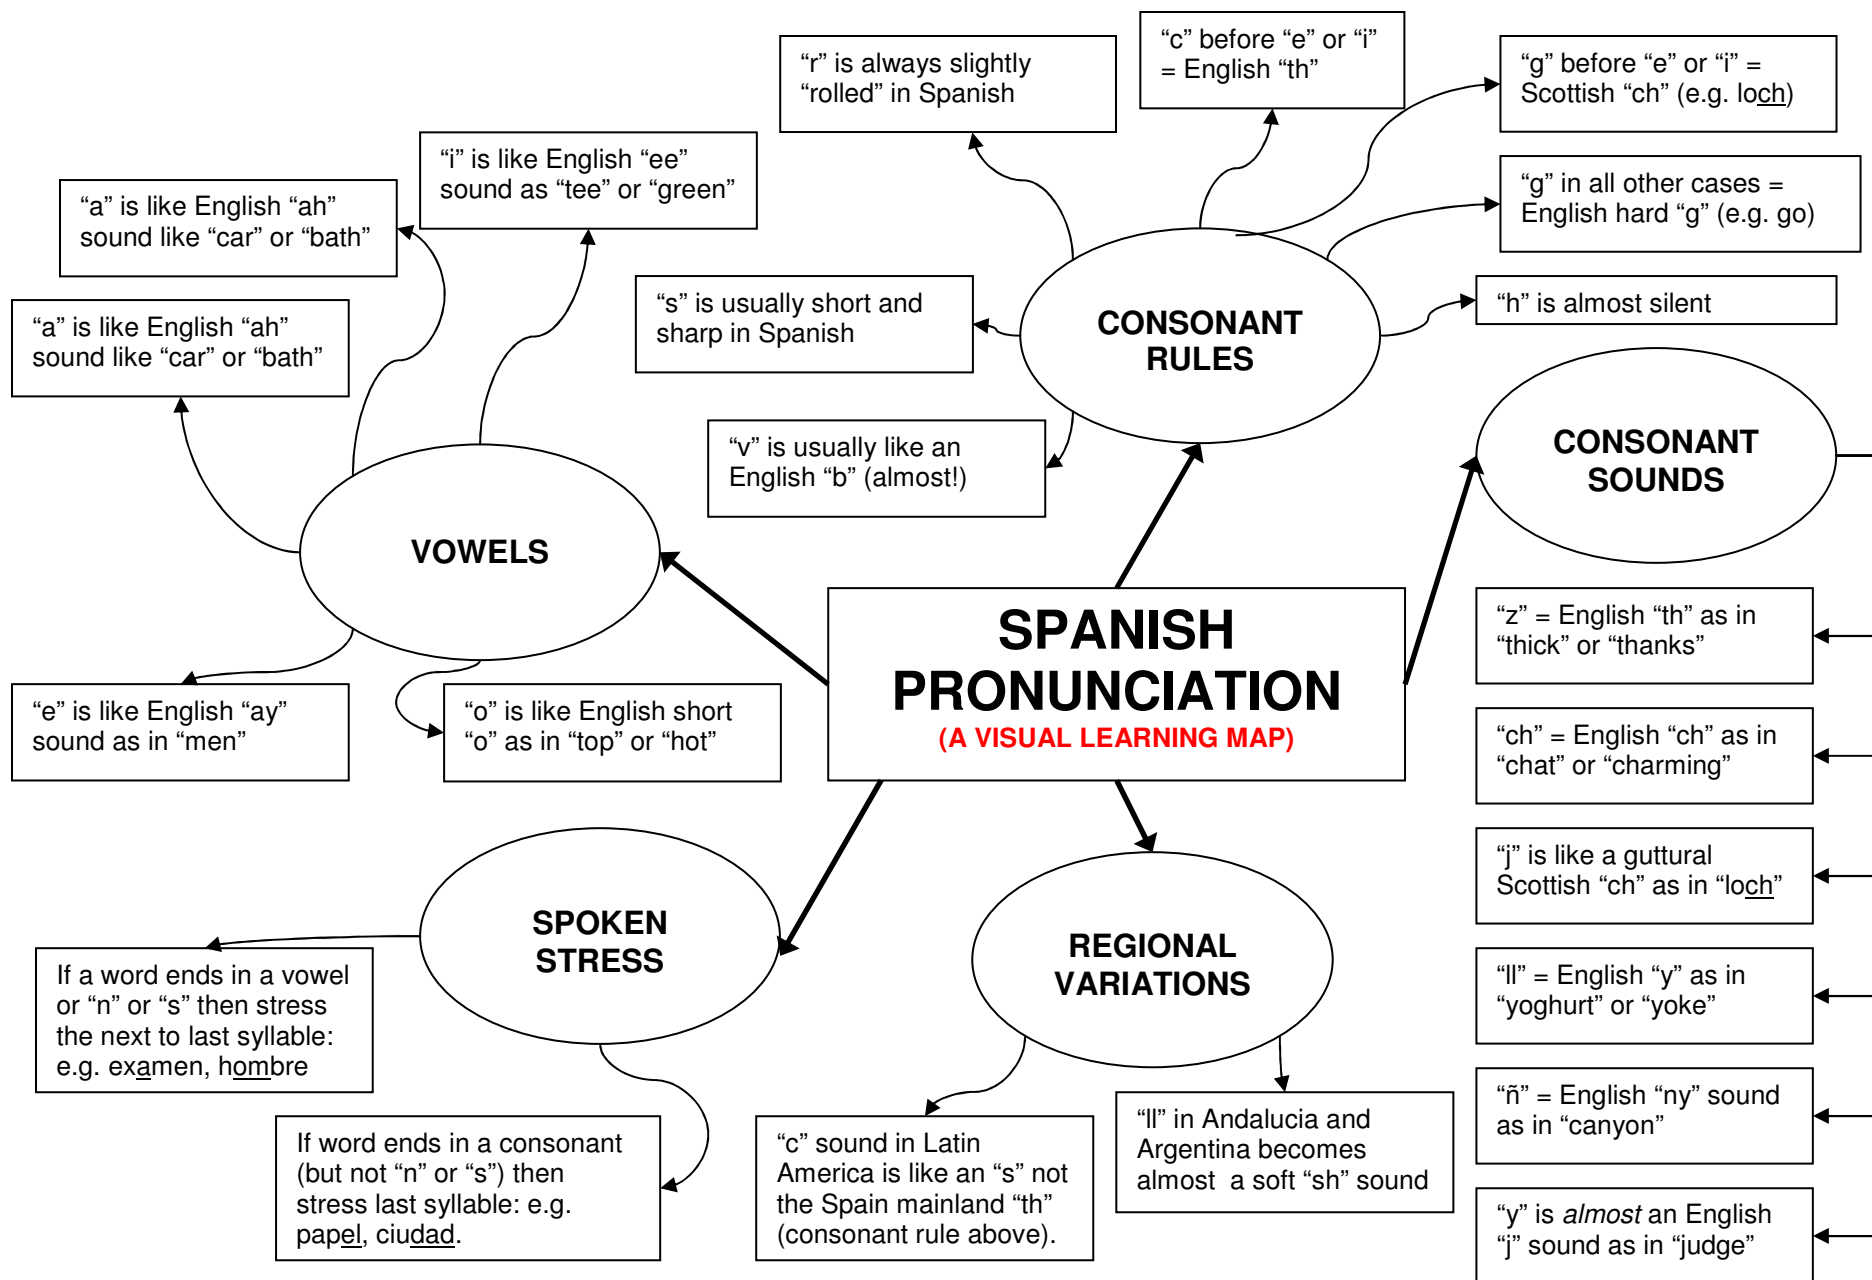 “r” is always slightly
“rolled” in Spanish
“c” before “e” or “i”
= English “th”
“g” before “e” or “i” =
Scottish “ch” (e.g. loch)
“i” is like English “ee”
sound as “tee” or “green”
“a” is like English “ah”
sound like “car” or “bath”
“g” in all other cases =
English hard “g” (e.g. go)
“a” is like English “ah”
sound like “car” or “bath”
“s” is usually short and
sharp in Spanish
CONSONANT
RULES
“h” is almost silent
“v” is usually like an
English “b” (almost!)
CONSONANT
SOUNDS
VOWELS
SPANISH
PRONUNCIATION
(A VISUAL LEARNING MAP)
“z” = English “th” as in
“thick” or “thanks”
“e” is like English “ay”
sound as in “men”
“o” is like English short
“o” as in “top” or “hot”
“ch” = English “ch” as in
“chat” or “charming”
“j” is like a guttural
Scottish “ch” as in “loch”
SPOKEN
STRESS
REGIONAL
VARIATIONS
“ll” = English “y” as in
“yoghurt” or “yoke”
If a word ends in a vowel
or “n” or “s” then stress
the next to last syllable:
e.g. examen, hombre
“ñ” = English “ny” sound
as in “canyon”
If word ends in a consonant
(but not “n” or “s”) then
stress last syllable: e.g.
papel, ciudad.
“c” sound in Latin
America is like an “s” not
the Spain mainland “th”
(consonant rule above).
“ll” in Andalucia and
Argentina becomes
almost a soft “sh” sound
“y” is almost an English
“j” sound as in “judge”